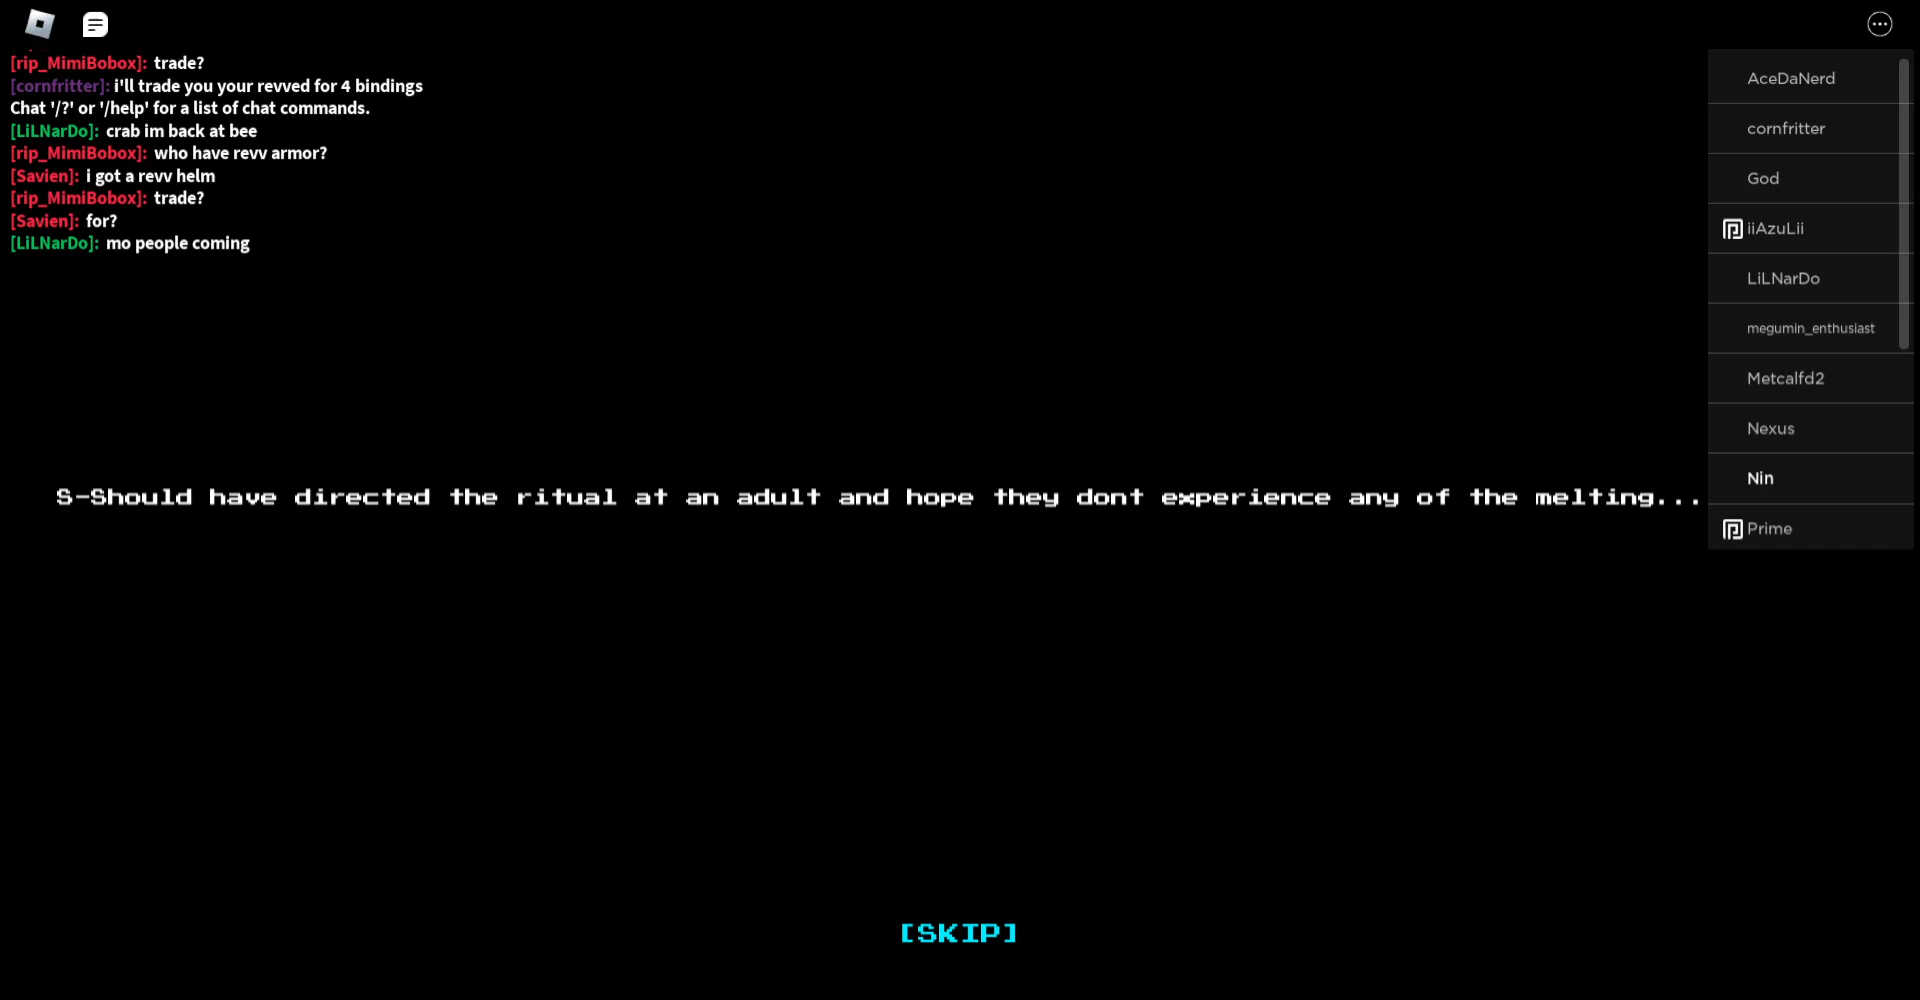 [rip_MimiBobox]: trade?
[cornfritter]: i'll trade you your revved for 4 bindings
Chat '/?' or '/help' for a list of chat commands.
[LiLNarDo]: crab im back at bee
[rip_MimiBobox]: who have revv armor?
[Savien]: i got a revv helm
[rip_MimiBobox]: trade?
[Savien]: for?
[LiLNarDo]: mo people coming
AceDaNerd
cornfritter
God
iiAzuLii
LiLNarDo
megumin_enthusiast
Metcalfd2
Nexus
Nin
Prime
S-Should have directed the ritual at an adult and hope they dont experience any of the melting...
[SKIP]